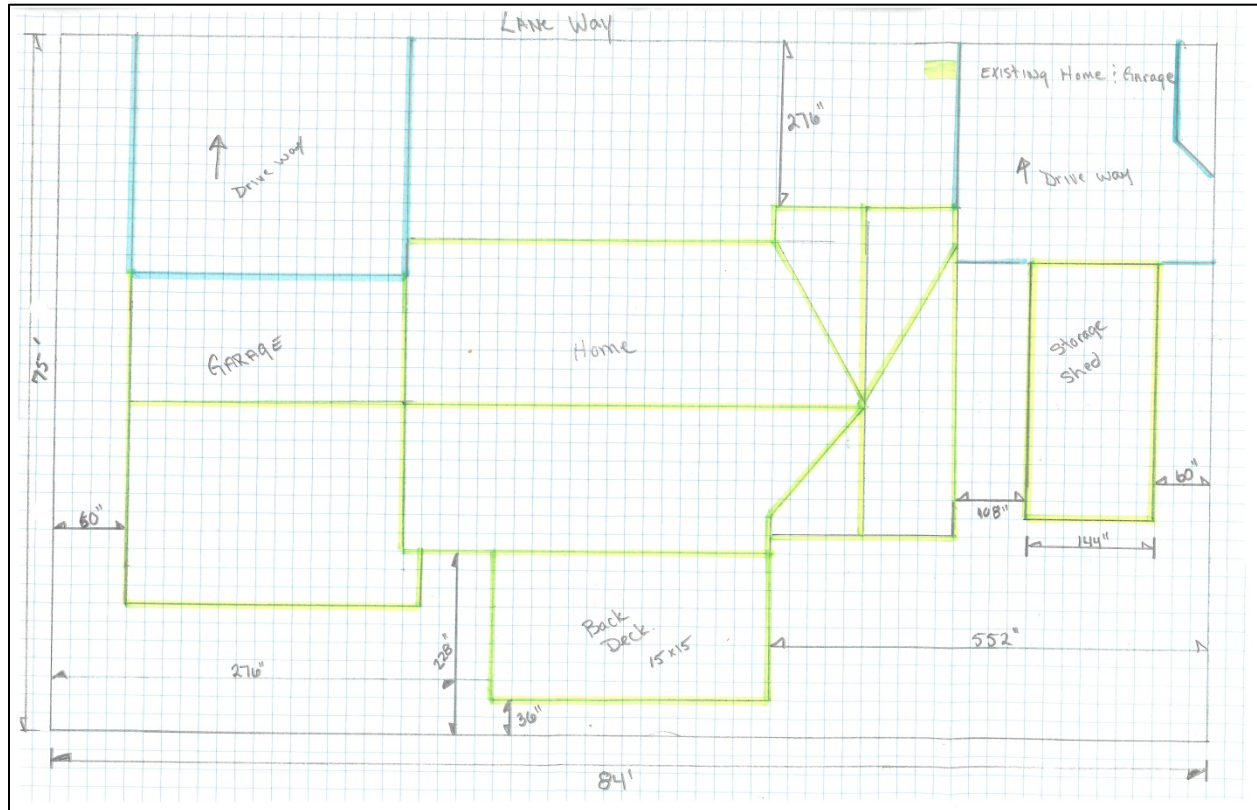 LANE WAY
EXISTING Home & Garage
276"
Drive way
Drive way
75'
GARAGE
Home
Storage
Shed
60"
60"
108"
144"
Back
Deck
15x15
228"
552"
276"
36"
84'